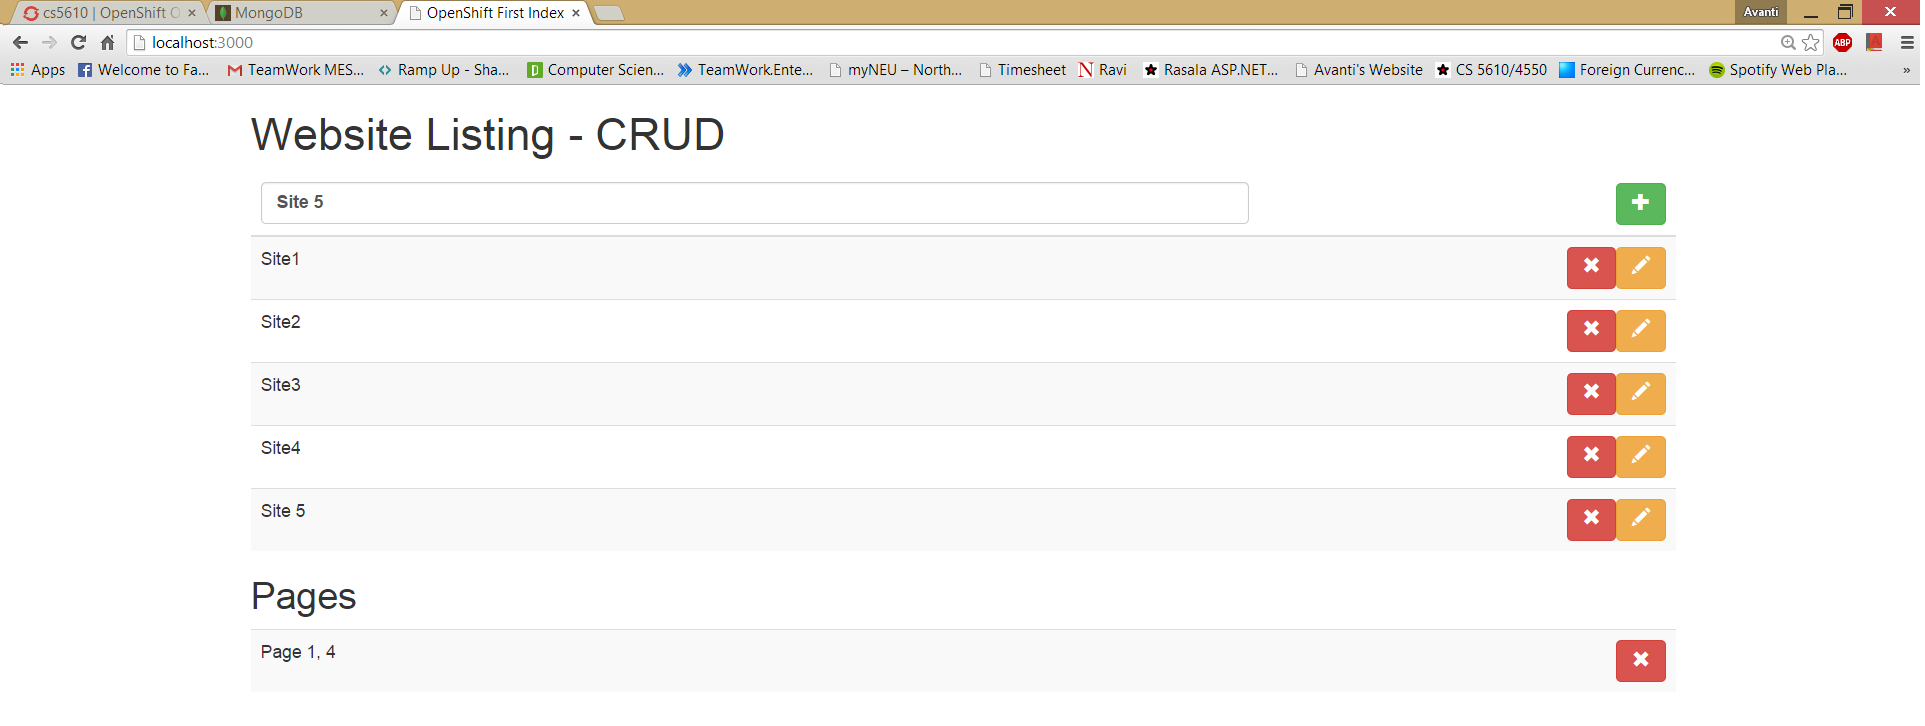 cs5610 | OpenShift O MongoDB OpenShift First Index Avanti
localhost:3000 ABP
Apps Welcome to Fa... TeamWork MES... Ramp Up - Sha... Computer Scien... TeamWork.Ente... myNEU – North... Timesheet Ravi Rasala ASP.NET... Avanti's Website CS 5610/4550 Foreign Currenc... Spotify Web Pla... »
Website Listing - CRUD
Site 5
Site1
Site2
Site3
Site4
Site 5
Pages
Page 1, 4